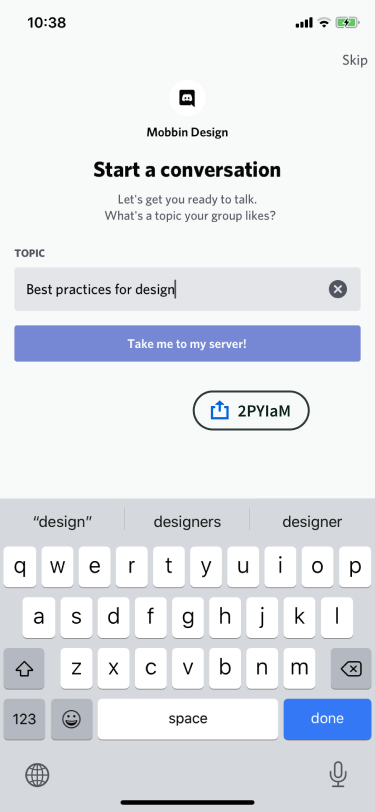 10:38
Skip
Mobbin Design
Start a conversation
Let's get you ready to talk.
What's a topic your group likes?
TOPIC
Best practices for design
Take me to my server!
2PYIaM
“design” designers designer
q w e r t y u i o p
a s d f g h j k l
z x c v b n m
123 space done